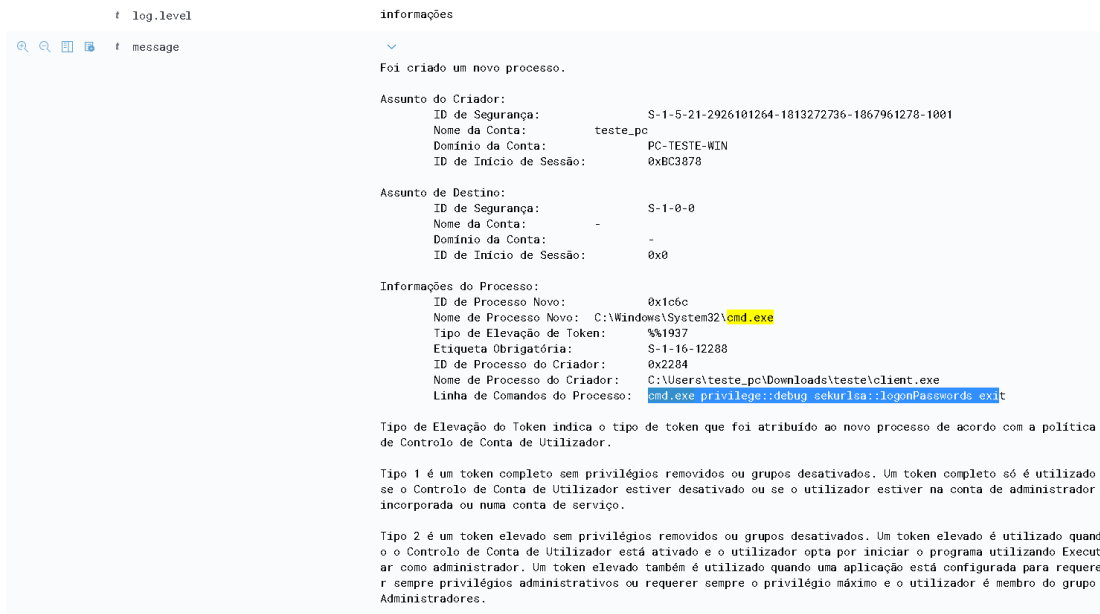 t log.level informações
t message
Foi criado um novo processo.
Assunto do Criador:
ID de Segurança: S-1-5-21-2926101264-1813272736-1867961278-1001
Nome da Conta: teste_pc
Domínio da Conta: PC-TESTE-WIN
ID de Início de Sessão: 0xBC3878
Assunto de Destino:
ID de Segurança: S-1-0-0
Nome da Conta: -
Domínio da Conta: -
ID de Início de Sessão: 0x0
Informações do Processo:
ID de Processo Novo: 0x1c6c
Nome de Processo Novo: C:\Windows\System32\cmd.exe
Tipo de Elevação de Token: %%1937
Etiqueta Obrigatória: S-1-16-12288
ID de Processo do Criador: 0x2284
Nome de Processo do Criador: C:\Users\teste_pc\Downloads\teste\client.exe
Linha de Comandos do Processo: cmd.exe privilege::debug sekurlsa::logonPasswords exit
Tipo de Elevação do Token indica o tipo de token que foi atribuído ao novo processo de acordo com a política
de Controlo de Conta de Utilizador.
Tipo 1 é um token completo sem privilégios removidos ou grupos desativados. Um token completo só é utilizado
se o Controlo de Conta de Utilizador estiver desativado ou se o utilizador estiver na conta de administrador
incorporada ou numa conta de serviço.
Tipo 2 é um token elevado sem privilégios removidos ou grupos desativados. Um token elevado é utilizado quand
o o Controlo de Conta de Utilizador está ativado e o utilizador opta por iniciar o programa utilizando Execut
ar como administrador. Um token elevado também é utilizado quando uma aplicação está configurada para requere
r sempre privilégios administrativos ou requerer sempre o privilégio máximo e o utilizador é membro do grupo
Administradores.